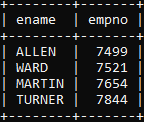 +--------+-------+
| ename  | empno |
+--------+-------+
| ALLEN  |  7499 |
| WARD   |  7521 |
| MARTIN |  7654 |
| TURNER |  7844 |
+--------+-------+